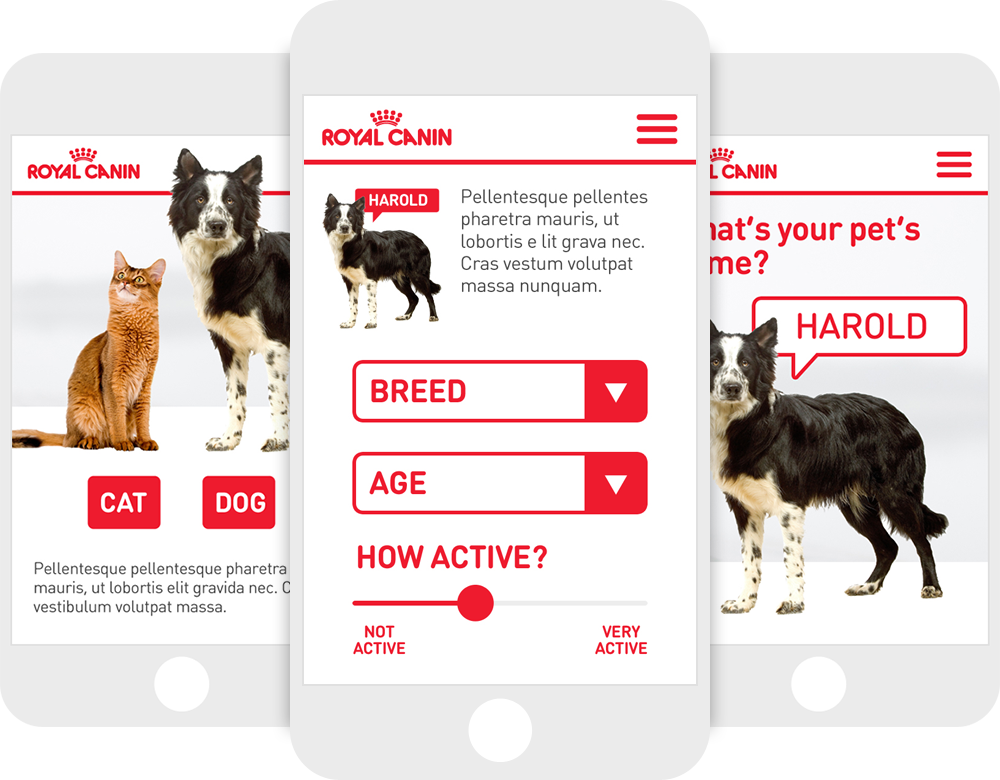 ROYAL CANIN
CAT
DOG
Pellentesque pellentesque pharetra
mauris, ut lobortis elit gravida nec. C
vestibulum volutpat massa.
ROYAL CANIN
HAROLD
Pellentesque pellentes
pharetra mauris, ut
lobortis e lit grava nec.
Cras vestum volutpat
massa nunquam.
BREED
AGE
HOW ACTIVE?
NOT
ACTIVE
VERY
ACTIVE
L CANIN
hat's your pet's
me?
HAROLD